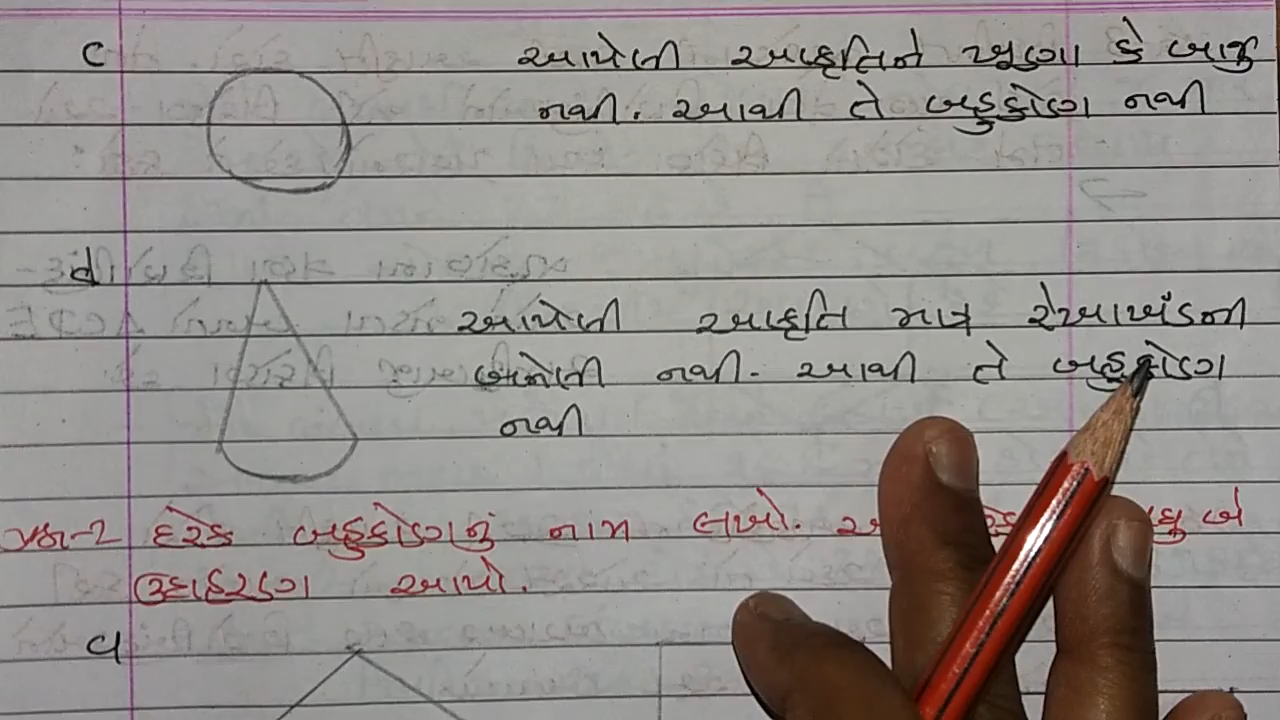 c
આપેલી આકૃતિને ખૂણા કે બાજુ
નથી. આથી તે બહુકોણ નથી
d
આપેલી આકૃતિ માત્ર રેખાખંડની
બનેલી નથી. આથી તે બહુકોણ
નથી
પ્રશ્ન-2 દરેક બહુકોણનું નામ લખો.
ઉદાહરણ આપો.
a